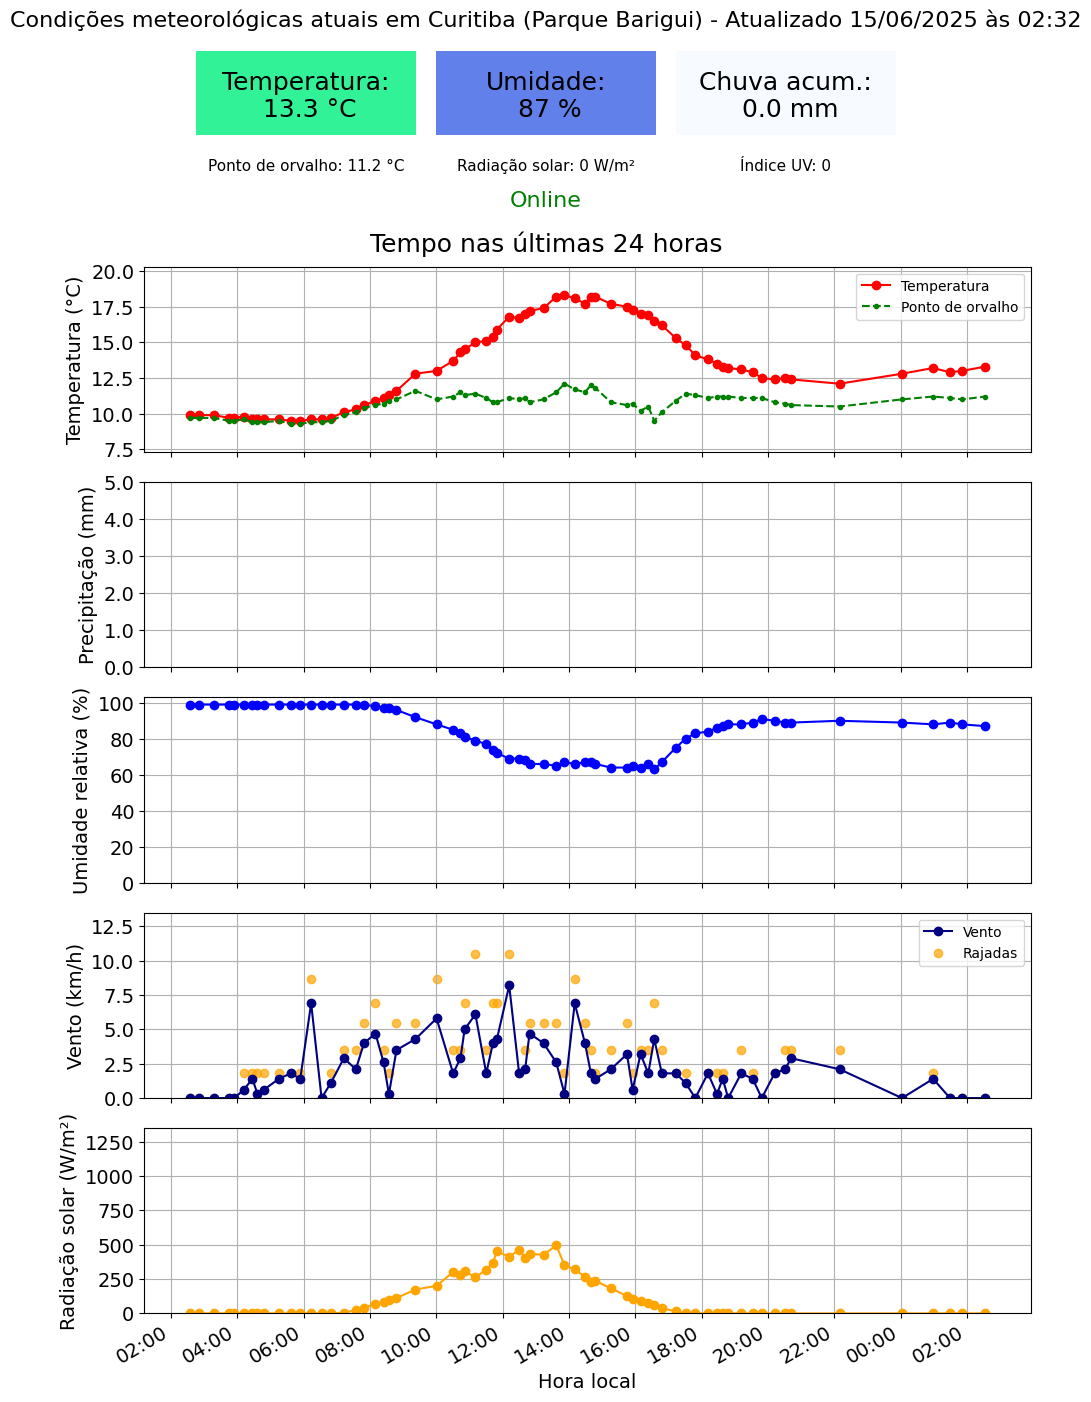 Condições meteorológicas atuais em Curitiba (Parque Barigui) - Atualizado 15/06/2025 às 02:32
Temperatura:
13.3 °C
Umidade:
87 %
Chuva acum.:
0.0 mm
Ponto de orvalho: 11.2 °C
Radiação solar: 0 W/m²
Índice UV: 0
Online
Tempo nas últimas 24 horas
Temperatura (°C)
20.0
17.5
15.0
12.5
10.0
7.5
Temperatura
Ponto de orvalho
Precipitação (mm)
5.0
4.0
3.0
2.0
1.0
0.0
Umidade relativa (%)
100
80
60
40
20
0
Vento (km/h)
12.5
10.0
7.5
5.0
2.5
0.0
Vento
Rajadas
Radiação solar (W/m²)
1250
1000
750
500
250
0
02:00
04:00
06:00
08:00
10:00
12:00
14:00
16:00
18:00
20:00
22:00
00:00
02:00
Hora local